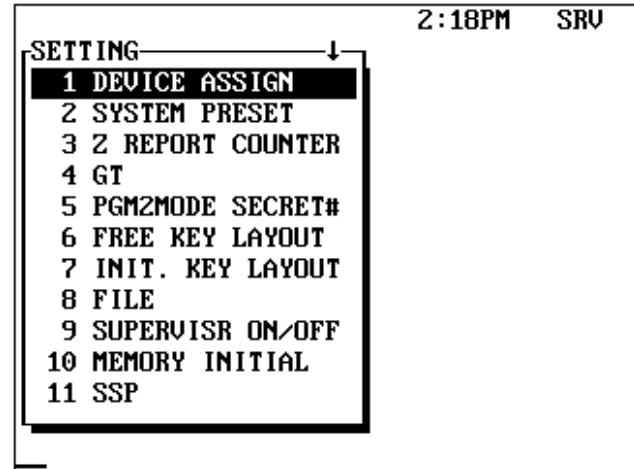 2:18PM SRV
SETTING ↓
1 DEVICE ASSIGN
2 SYSTEM PRESET
3 Z REPORT COUNTER
4 GT
5 PGM2MODE SECRET#
6 FREE KEY LAYOUT
7 INIT. KEY LAYOUT
8 FILE
9 SUPERVISR ON/OFF
10 MEMORY INITIAL
11 SSP